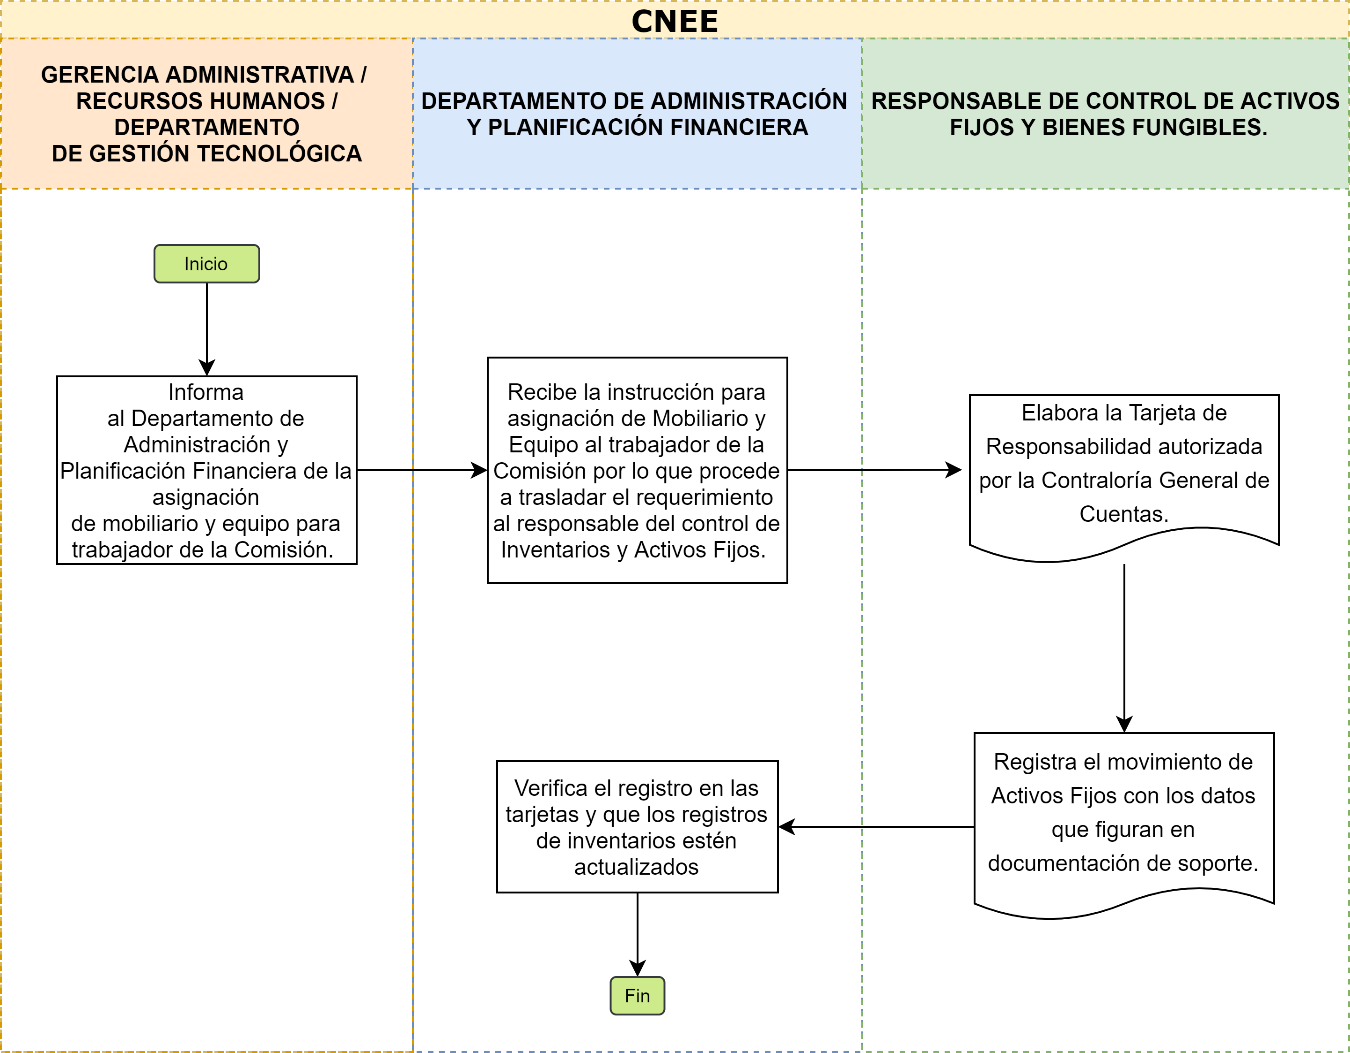 CNEE
GERENCIA ADMINISTRATIVA /
RECURSOS HUMANOS /
DEPARTAMENTO
DE GESTIÓN TECNOLÓGICA
DEPARTAMENTO DE ADMINISTRACIÓN
Y PLANIFICACIÓN FINANCIERA
RESPONSABLE DE CONTROL DE ACTIVOS
FIJOS Y BIENES FUNGIBLES.
Inicio
Informa
al Departamento de
Administración y
Planificación Financiera de la
asignación
de mobiliario y equipo para
trabajador de la Comisión.
Recibe la instrucción para
asignación de Mobiliario y
Equipo al trabajador de la
Comisión por lo que procede
a trasladar el requerimiento
al responsable del control de
Inventarios y Activos Fijos.
Elabora la Tarjeta de
Responsabilidad autorizada
por la Contraloría General de
Cuentas.
Registra el movimiento de
Activos Fijos con los datos
que figuran en
documentación de soporte.
Verifica el registro en las
tarjetas y que los registros
de inventarios estén
actualizados
Fin